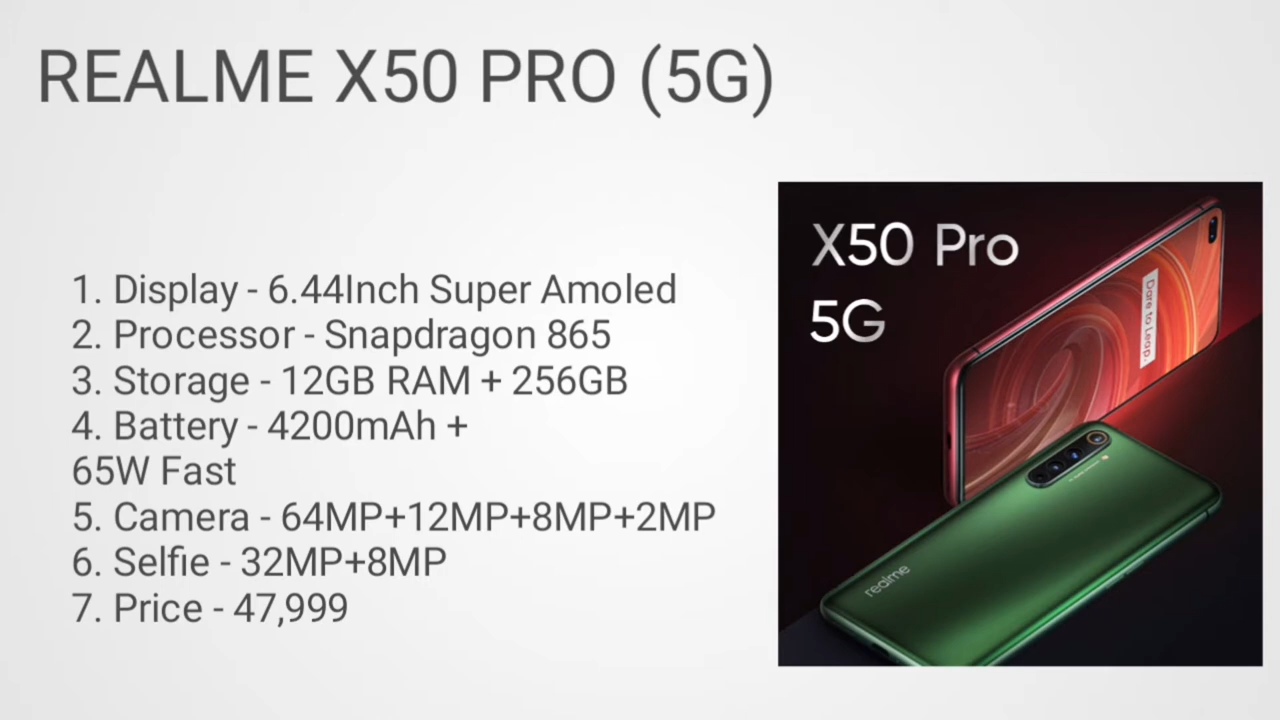 REALME X50 PRO (5G)
1. Display - 6.44Inch Super Amoled
2. Processor - Snapdragon 865
3. Storage - 12GB RAM + 256GB
4. Battery - 4200mAh +
65W Fast
5. Camera - 64MP+12MP+8MP+2MP
6. Selfie - 32MP+8MP
7. Price - 47,999
X50 Pro
5G
Dare to Leap.
realme